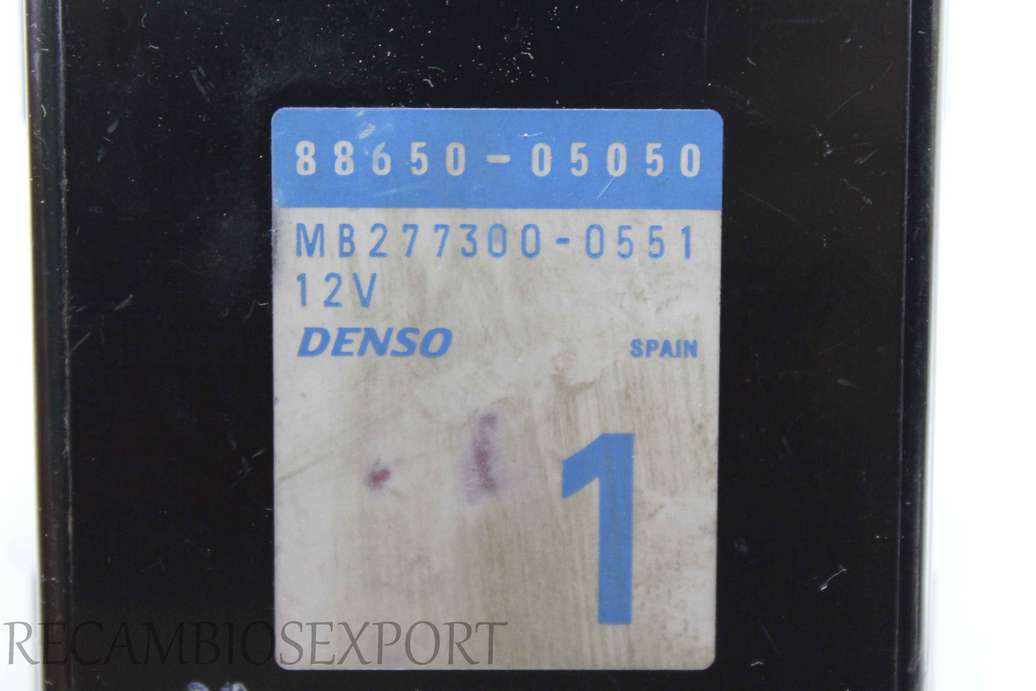 88650-05050
MB277300-0551
12V
DENSO SPAIN
1
RECAMBIOSEXPORT